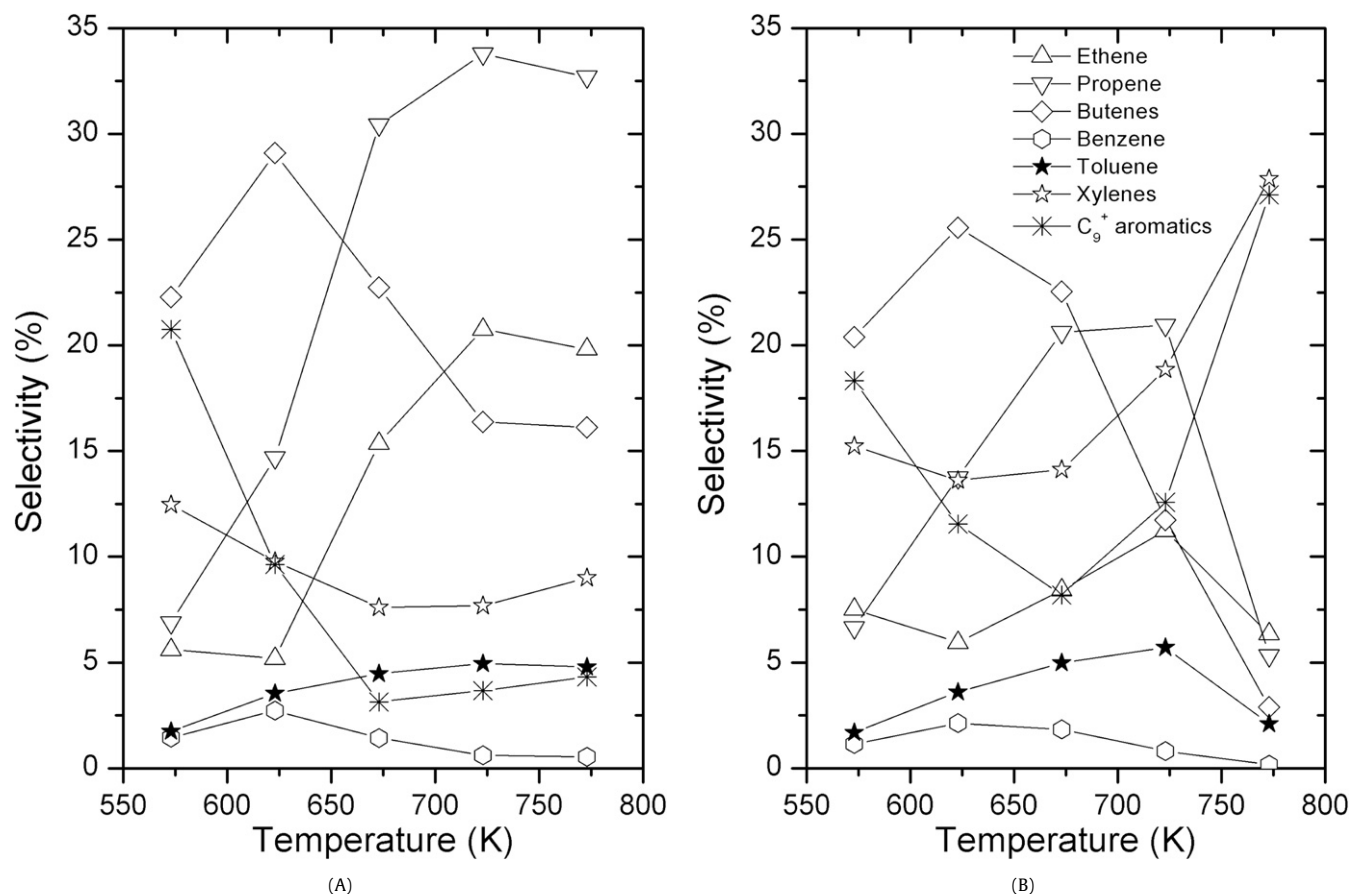 35
30
25
20
15
10
5
0
Selectivity (%)
550 600 650 700 750 800
Temperature (K)
(A)
35
30
25
20
15
10
5
0
Selectivity (%)
Ethene
Propene
Butenes
Benzene
Toluene
Xylenes
C₉⁺ aromatics
550 600 650 700 750 800
Temperature (K)
(B)